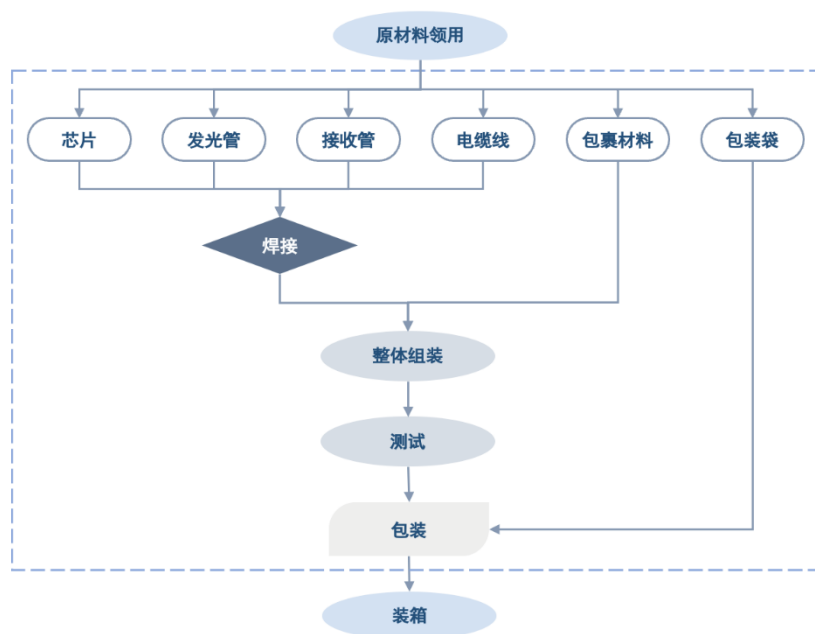 原材料领用
芯片
发光管
接收管
电缆线
包裹材料
包装袋
焊接
整体组装
测试
包装
装箱